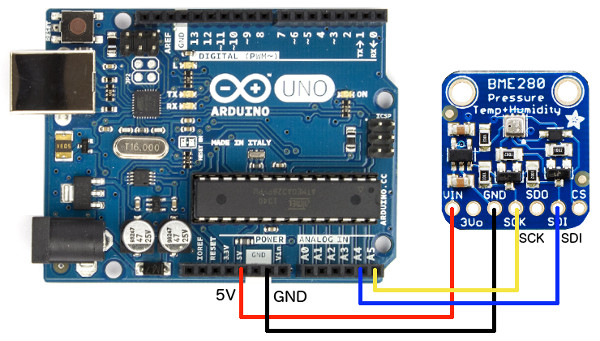 RESET
ICSP2
AREF
GND
13
12
~11
~10
~9
8
7
~6
~5
4
~3
2
TX→1
RX←0
DIGITAL (PWM~)
L
TX
RX
UNO
ON
ARDUINO
ICSP
T16.000
MADE IN ITALY
ARDUINO.CC
IOREF
RESET
3.3V
5V
POWER
GND
Vin
ANALOG IN
A0
A1
A2
A3
A4
A5
BME280
Pressure
Temp+Humidity
VIN
GND
SDO
CS
3Vo
SCK
SDI
SCK
SDI
5V
GND
47
25V
47
25V